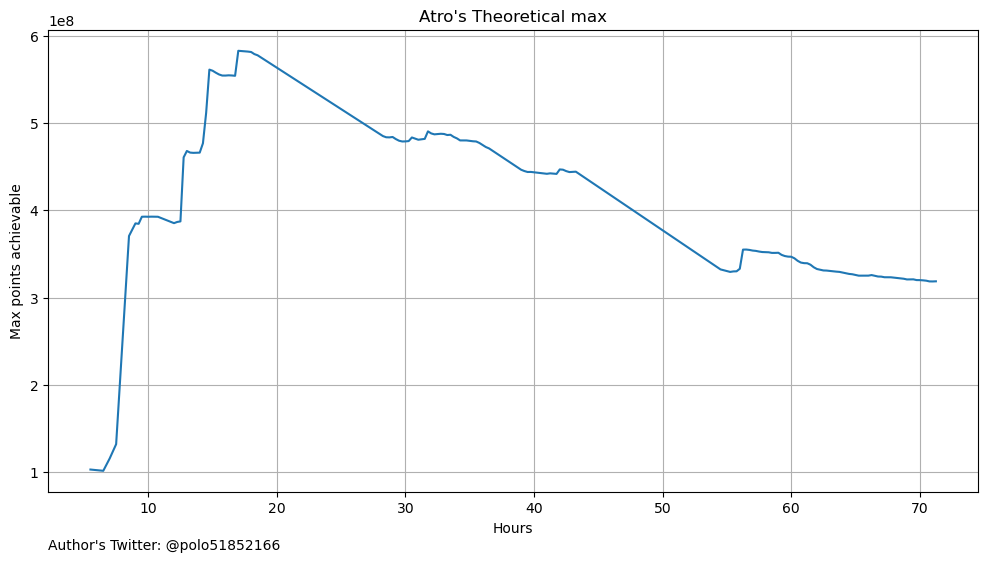 Atro's Theoretical max
1e8
6
5
4
3
2
1
Max points achievable
10 20 30 40 50 60 70
Hours
Author's Twitter: @polo51852166